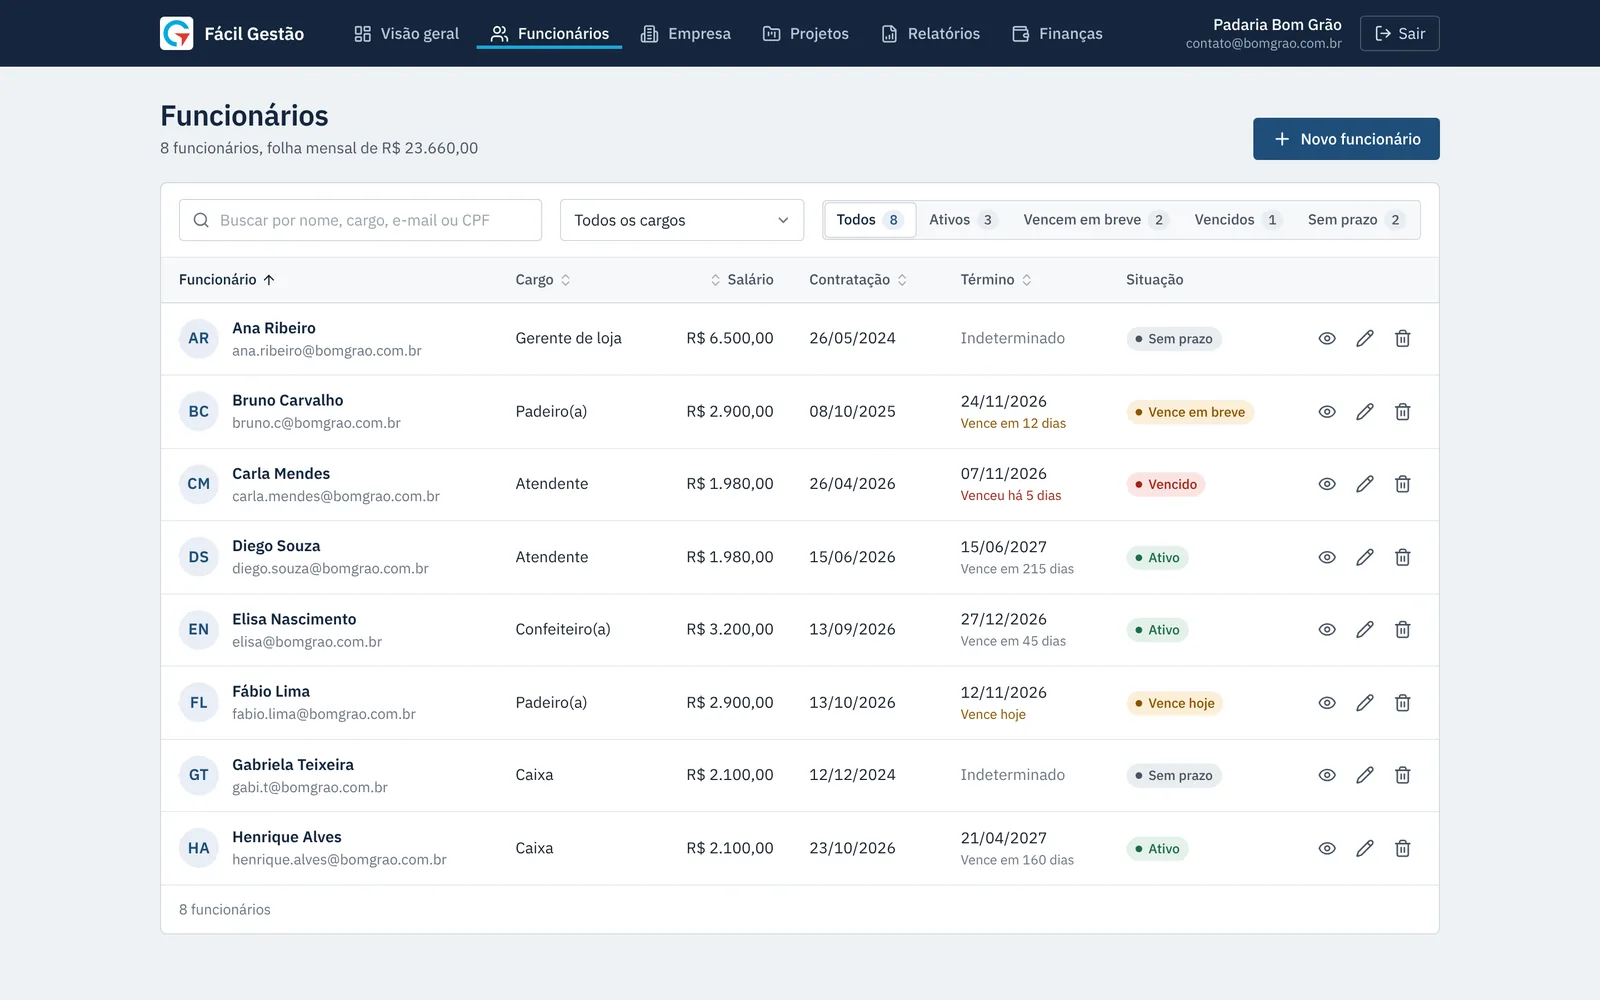 Fácil Gestão
Visão geral
Funcionários
Empresa
Projetos
Relatórios
Finanças
Padaria Bom Grão
contato@bomgrao.com.br
Sair
Funcionários
8 funcionários, folha mensal de R$ 23.660,00
Novo funcionário
Buscar por nome, cargo, e-mail ou CPF
Todos os cargos
Todos 8
Ativos 3
Vencem em breve 2
Vencidos 1
Sem prazo 2
Funcionário Cargo Salário Contratação Término Situação
AR
Ana Ribeiro
ana.ribeiro@bomgrao.com.br
Gerente de loja
R$ 6.500,00
26/05/2024
Indeterminado
Sem prazo
BC
Bruno Carvalho
bruno.c@bomgrao.com.br
Padeiro(a)
R$ 2.900,00
08/10/2025
24/11/2026
Vence em 12 dias
Vence em breve
CM
Carla Mendes
carla.mendes@bomgrao.com.br
Atendente
R$ 1.980,00
26/04/2026
07/11/2026
Venceu há 5 dias
Vencido
DS
Diego Souza
diego.souza@bomgrao.com.br
Atendente
R$ 1.980,00
15/06/2026
15/06/2027
Vence em 215 dias
Ativo
EN
Elisa Nascimento
elisa@bomgrao.com.br
Confeiteiro(a)
R$ 3.200,00
13/09/2026
27/12/2026
Vence em 45 dias
Ativo
FL
Fábio Lima
fabio.lima@bomgrao.com.br
Padeiro(a)
R$ 2.900,00
13/10/2026
12/11/2026
Vence hoje
Vence hoje
GT
Gabriela Teixeira
gabi.t@bomgrao.com.br
Caixa
R$ 2.100,00
12/12/2024
Indeterminado
Sem prazo
HA
Henrique Alves
henrique.alves@bomgrao.com.br
Caixa
R$ 2.100,00
23/10/2026
21/04/2027
Vence em 160 dias
Ativo
8 funcionários